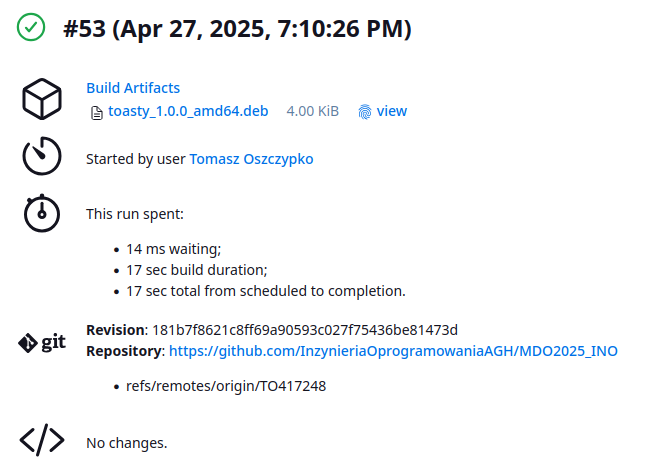 #53 (Apr 27, 2025, 7:10:26 PM)
Build Artifacts
toasty_1.0.0_amd64.deb 4.00 KiB view
Started by user Tomasz Oszczypko
This run spent:
• 14 ms waiting;
• 17 sec build duration;
• 17 sec total from scheduled to completion.
git
Revision: 181b7f8621c8ff69a90593c027f75436be81473d
Repository: https://github.com/InzynieriaOprogramowaniaAGH/MDO2025_INO
• refs/remotes/origin/TO417248
No changes.